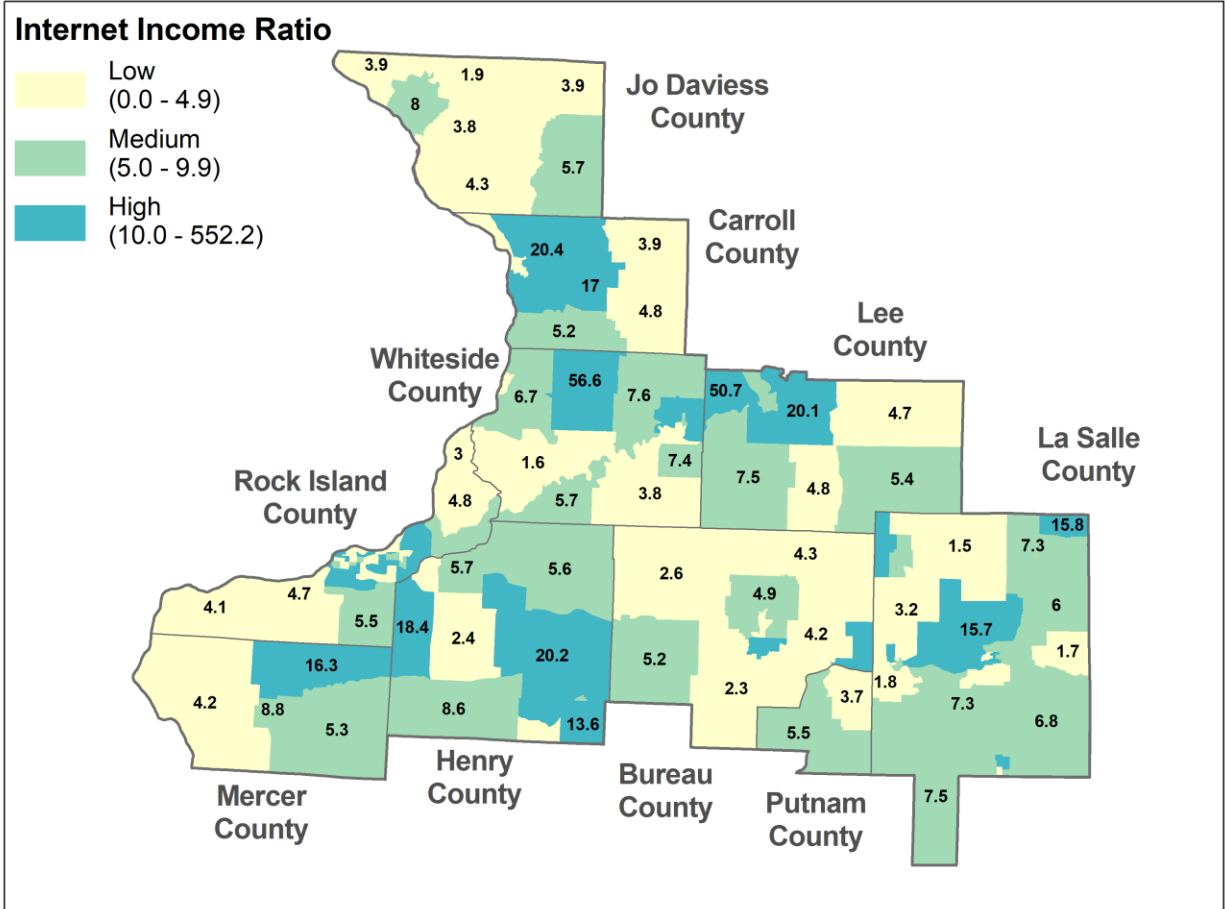 Internet Income Ratio
Low
(0.0 - 4.9)
Medium
(5.0 - 9.9)
High
(10.0 - 552.2)
3.9
1.9
3.9
8
3.8
4.3
5.7
Jo Daviess
County
20.4
17
3.9
4.8
5.2
Carroll
County
Whiteside
County
6.7
56.6
7.6
1.6
7.4
5.7
3.8
Lee
County
50.7
20.1
4.7
7.5
4.8
5.4
Rock Island
County
3
4.8
4.1
4.7
5.5
La Salle
County
15.8
1.5
7.3
3.2
15.7
6
1.7
1.8
7.3
6.8
7.5
5.7
5.6
18.4
2.4
20.2
8.6
13.6
Henry
County
2.6
4.3
4.9
4.2
5.2
2.3
Bureau
County
3.7
5.5
Putnam
County
16.3
4.2
8.8
5.3
Mercer
County